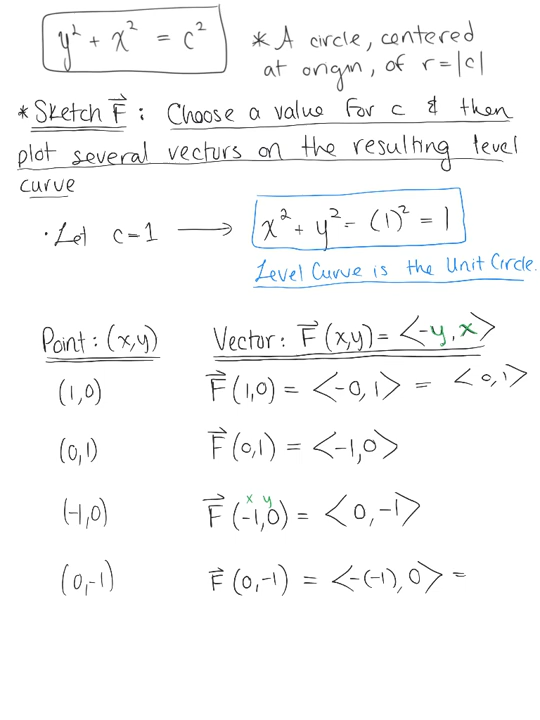 y² + x² = c² * A circle, centered
at origin, of r=|c|
* Sketch F⃗ : Choose a value for c & then
plot several vectors on the resulting level
curve
· Let c=1 ⟶ x² + y² = (1)² = 1
Level Curve is the Unit Circle.
Point: (x,y) Vector: F⃗(x,y) = <-y, x>
(1,0) F⃗(1,0) = <-0,1> = <0,1>
(0,1) F⃗(0,1) = <-1,0>
x y
(-1,0) F⃗(-1,0) = <0,-1>
(0,-1) F⃗(0,-1) = <-(-1),0> =